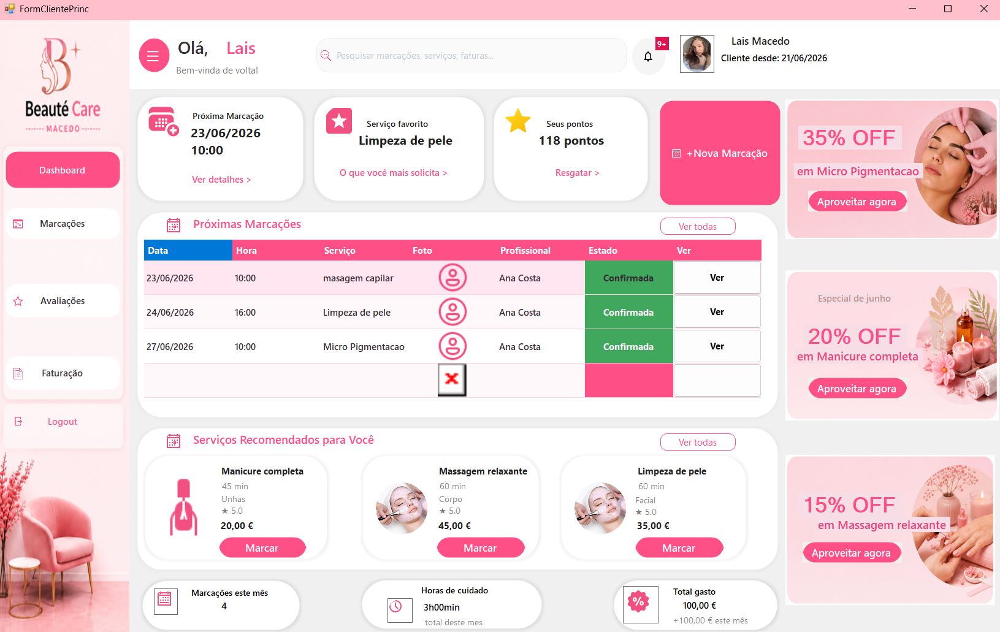 FormClientePrinc
Beauté Care
MACEDO
Dashboard
Marcações
Avaliações
Faturação
Logout
Olá, Lais
Bem-vinda de volta!
Pesquisar marcações, serviços, faturas...
9+
Lais Macedo
Cliente desde: 21/06/2026
Próxima Marcação
23/06/2026
10:00
Ver detalhes >
Serviço favorito
Limpeza de pele
O que você mais solicita >
Seus pontos
118 pontos
Resgatar >
+Nova Marcação
Próximas Marcações
Ver todas
Data Hora Serviço Foto Profissional Estado Ver
23/06/2026 10:00 masagem capilar Ana Costa Confirmada Ver
24/06/2026 16:00 Limpeza de pele Ana Costa Confirmada Ver
27/06/2026 10:00 Micro Pigmentacao Ana Costa Confirmada Ver
Serviços Recomendados para Você
Ver todas
Manicure completa
45 min
Unhas
★ 5.0
20,00 €
Marcar
Massagem relaxante
60 min
Corpo
★ 5.0
45,00 €
Marcar
Limpeza de pele
60 min
Facial
★ 5.0
35,00 €
Marcar
Marcações este mês
4
Horas de cuidado
3h00min
total deste mes
%
Total gasto
100,00 €
+100,00 € este mês
35% OFF
em Micro Pigmentacao
Aproveitar agora
Especial de junho
20% OFF
em Manicure completa
Aproveitar agora
15% OFF
em Massagem relaxante
Aproveitar agora